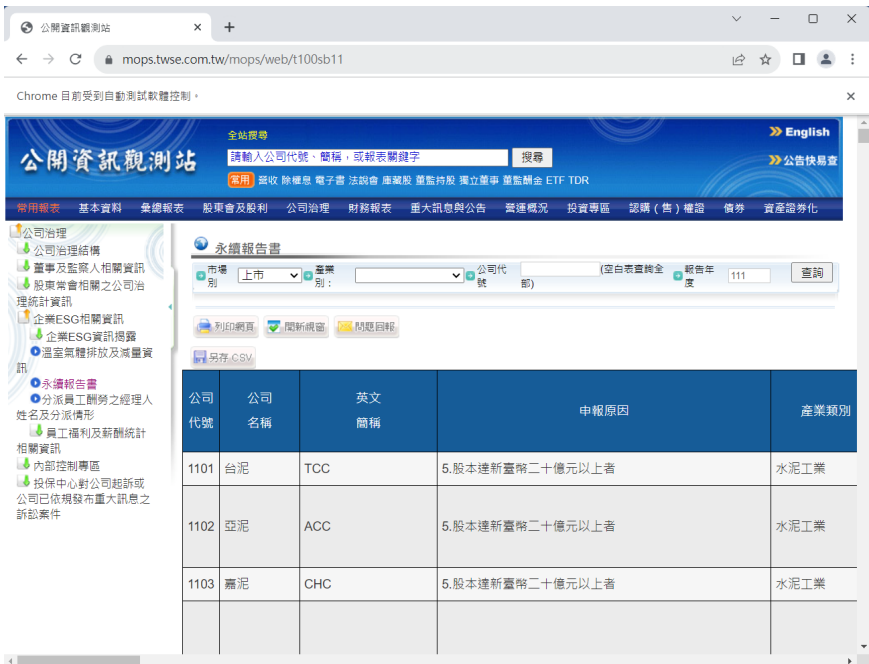 公開資訊觀測站
mops.twse.com.tw/mops/web/t100sb11
Chrome 目前受到自動測試軟體控制。
公開資訊觀測站
全站搜尋
請輸入公司代號、簡稱，或報表關鍵字
搜尋
常用 營收 除權息 電子書 法說會 庫藏股 董監持股 獨立董事 董監酬金 ETF TDR
English
公告快易查
常用報表 基本資料 彙總報表 股東會及股利 公司治理 財務報表 重大訊息與公告 營運概況 投資專區 認購(售)權證 債券 資產證券化
公司治理
公司治理結構
董事及監察人相關資訊
股東常會相關之公司治
理統計資訊
企業ESG相關資訊
企業ESG資訊揭露
溫室氣體排放及減量資
訊
永續報告書
分派員工酬勞之經理人
姓名及分派情形
員工福利及薪酬統計
相關資訊
內部控制專區
投保中心對公司起訴或
公司已依規發布重大訊息之
訴訟案件
永續報告書
市場別 上市 產業別： 公司代號 (空白表查詢全部) 報告年度 111 查詢
列印網頁 開新視窗 問題回報
另存CSV
公司代號 公司名稱 英文簡稱 申報原因 產業類別
1101 台泥 TCC 5.股本達新臺幣二十億元以上者 水泥工業
1102 亞泥 ACC 5.股本達新臺幣二十億元以上者 水泥工業
1103 嘉泥 CHC 5.股本達新臺幣二十億元以上者 水泥工業